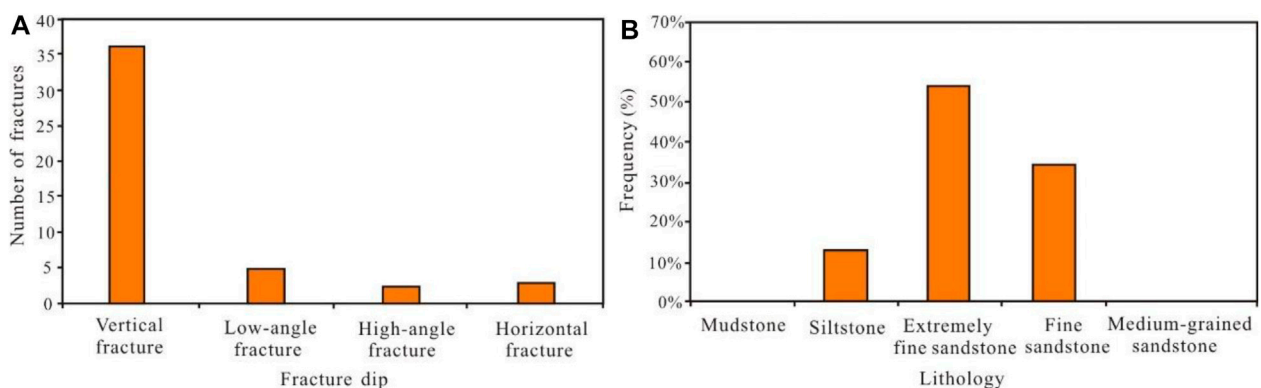 A
40
35
30
25
20
15
10
5
0
Number of fractures
Vertical
fracture
Low-angle
fracture
High-angle
fracture
Horizontal
fracture
Fracture dip
B
70%
60%
50%
40%
30%
20%
10%
0%
Frequency (%)
Mudstone
Siltstone
Extremely
fine sandstone
Fine
sandstone
Medium-grained
sandstone
Lithology